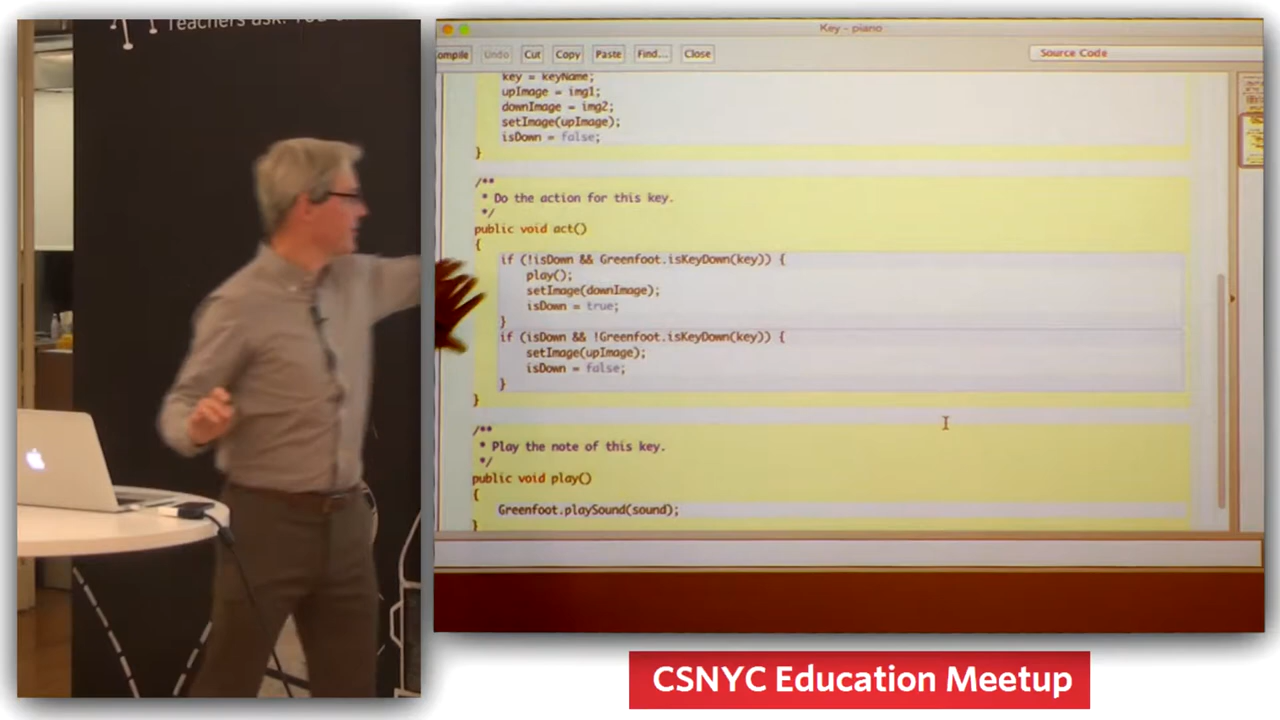 Teachers ask:
Key - piano
ompile Undo Cut Copy Paste Find... Close Source Code
key = keyName;
upImage = img1;
downImage = img2;
setImage(upImage);
isDown = false;
}
/**
* Do the action for this key.
*/
public void act()
{
if (!isDown && Greenfoot.isKeyDown(key)) {
play();
setImage(downImage);
isDown = true;
}
if (isDown && !Greenfoot.isKeyDown(key)) {
setImage(upImage);
isDown = false;
}
}
/**
* Play the note of this key.
*/
public void play()
{
Greenfoot.playSound(sound);
}
CSNYC Education Meetup